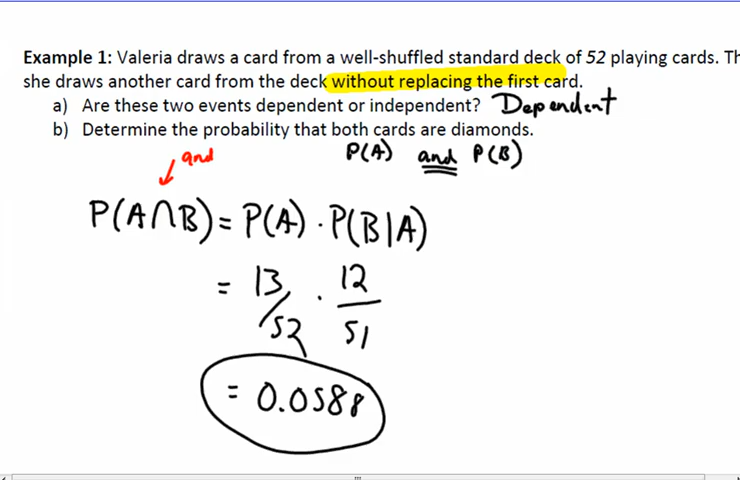 Example 1: Valeria draws a card from a well-shuffled standard deck of 52 playing cards. Th
she draws another card from the deck without replacing the first card.
a) Are these two events dependent or independent? Dependent
b) Determine the probability that both cards are diamonds.
and P(A) and P(B)
P(A∩B) = P(A) · P(B|A)
= 13/52 · 12/51
= 0.0588